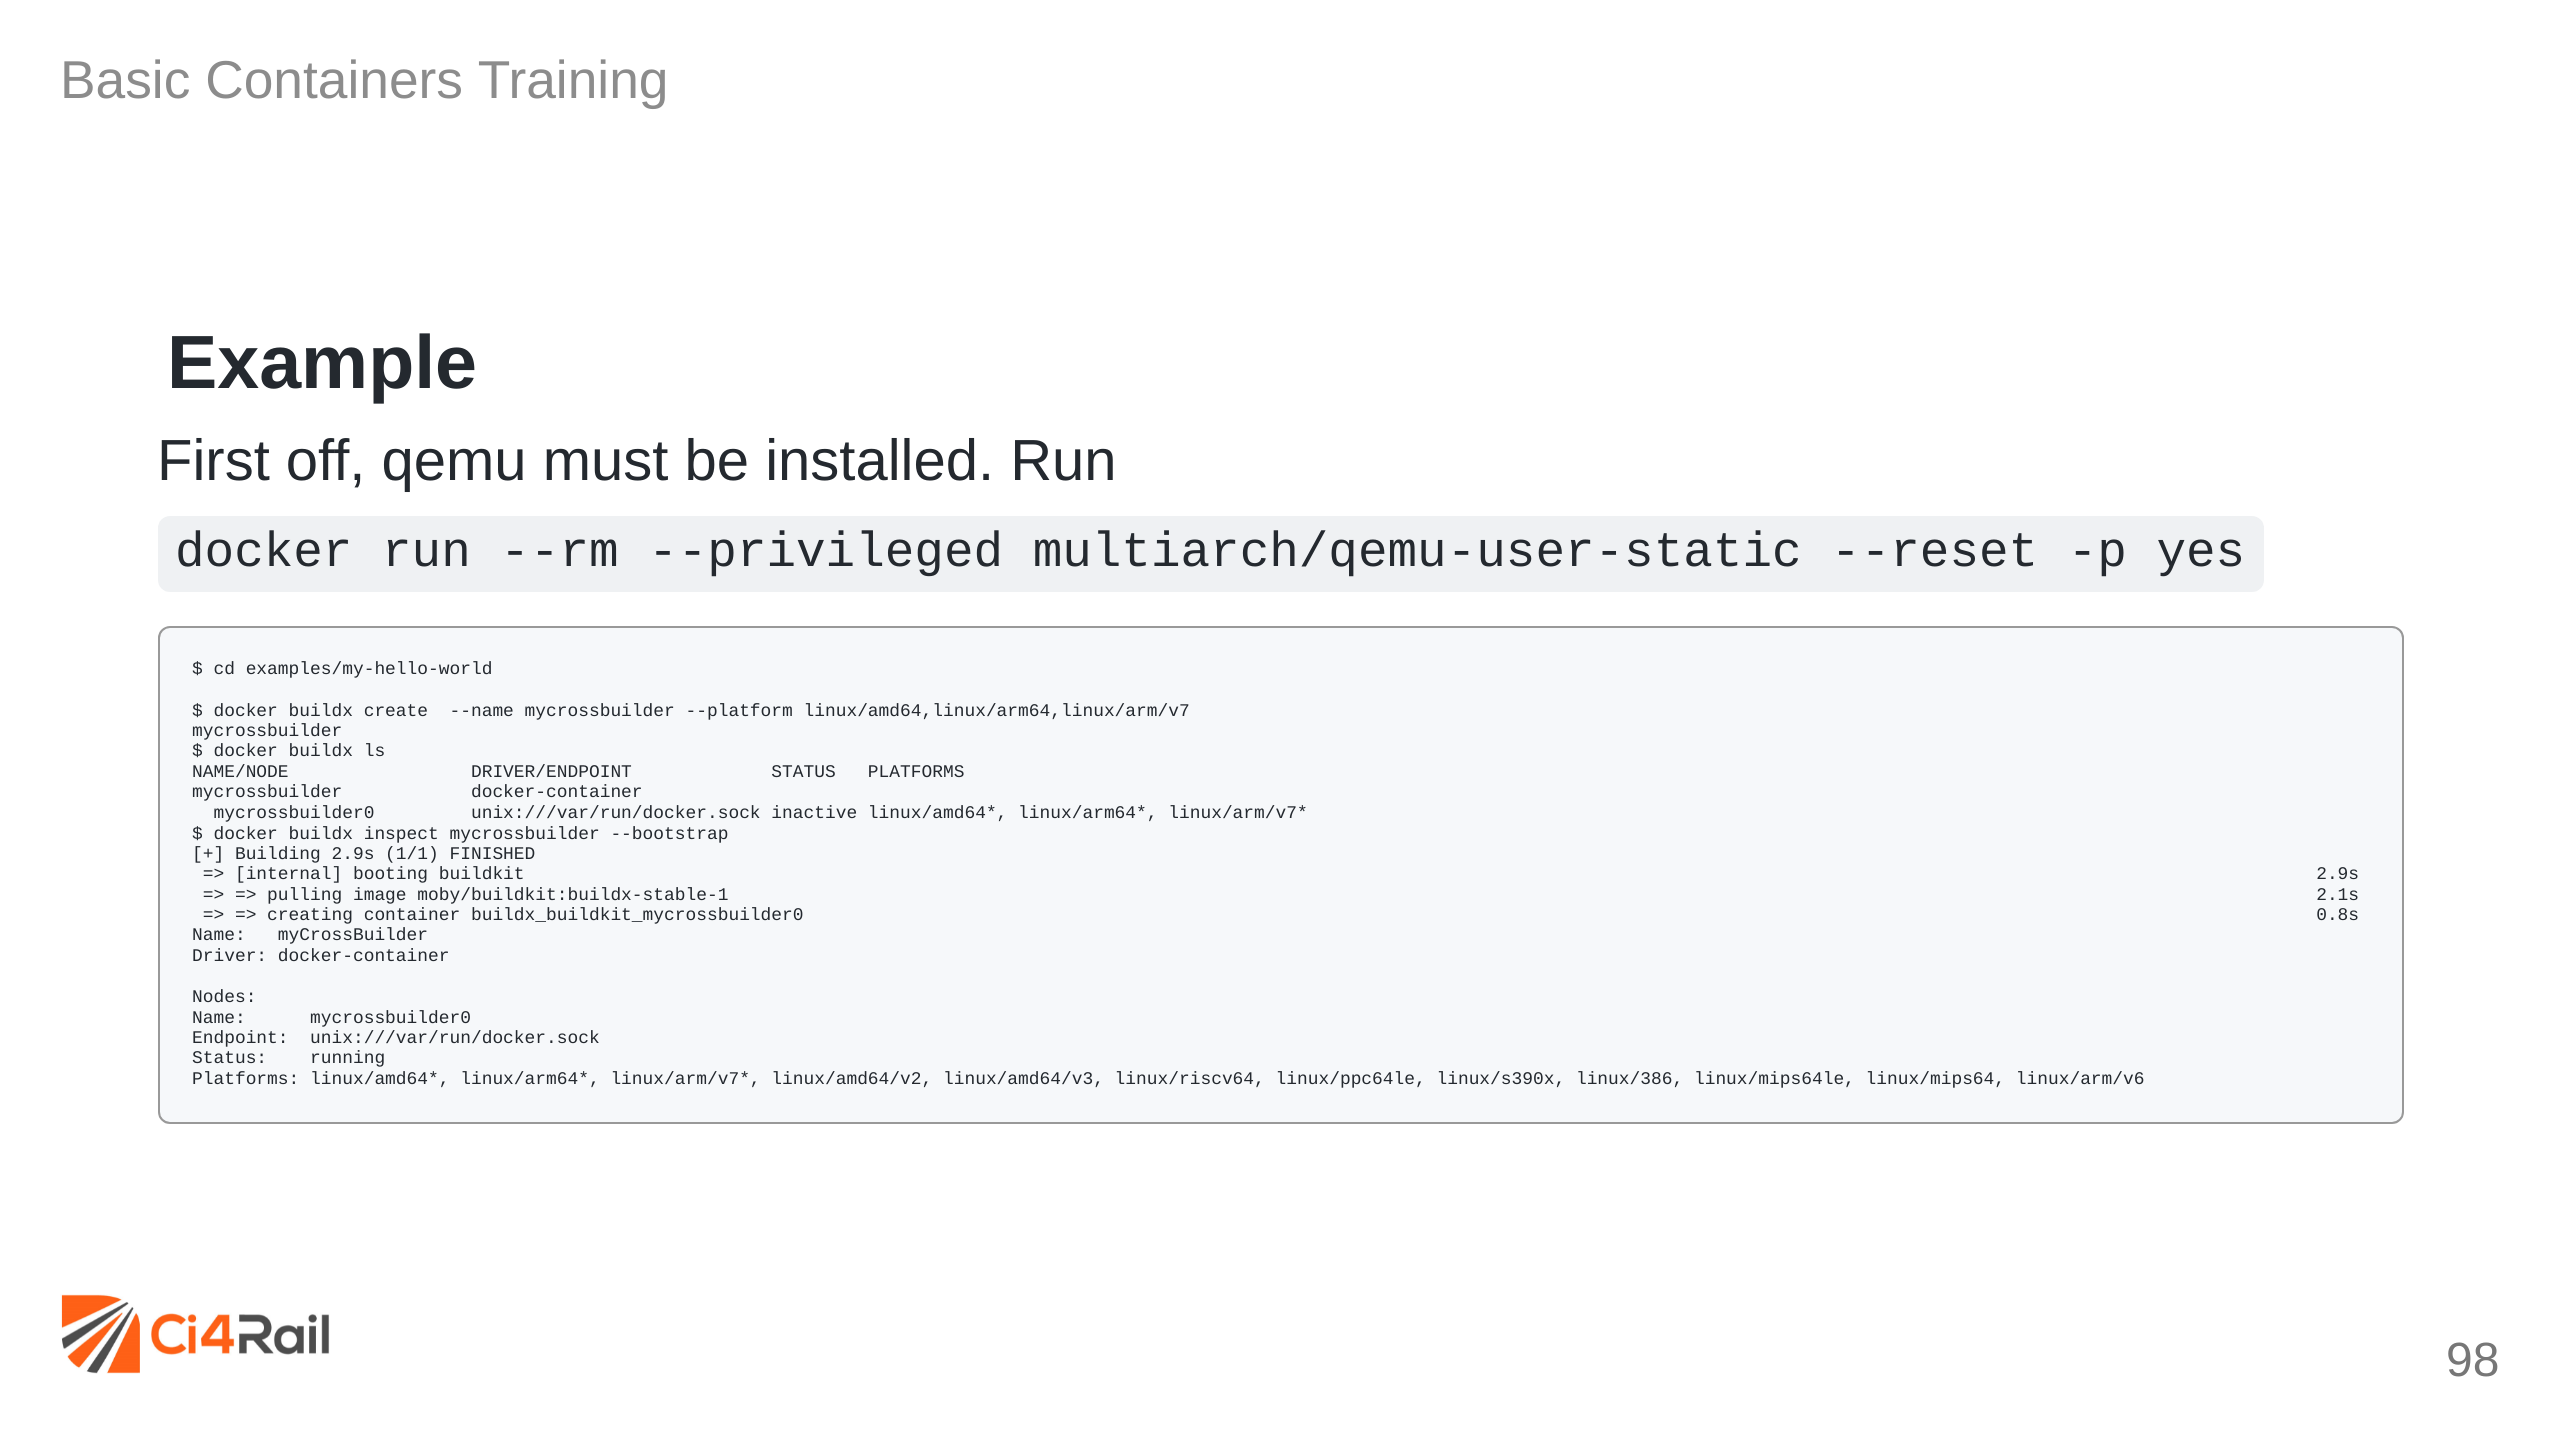 Basic Containers Training
Example
First off, qemu must be installed. Run
docker run --rm --privileged multiarch/qemu-user-static --reset -p yes
$ cd examples/my-hello-world
$ docker buildx create  --name mycrossbuilder --platform linux/amd64,linux/arm64,linux/arm/v7
mycrossbuilder
$ docker buildx ls
NAME/NODE                 DRIVER/ENDPOINT             STATUS   PLATFORMS
mycrossbuilder            docker-container
  mycrossbuilder0         unix:///var/run/docker.sock inactive linux/amd64*, linux/arm64*, linux/arm/v7*
$ docker buildx inspect mycrossbuilder --bootstrap
[+] Building 2.9s (1/1) FINISHED
 => [internal] booting buildkit 2.9s
 => => pulling image moby/buildkit:buildx-stable-1 2.1s
 => => creating container buildx_buildkit_mycrossbuilder0 0.8s
Name:   myCrossBuilder
Driver: docker-container
Nodes:
Name:      mycrossbuilder0
Endpoint:  unix:///var/run/docker.sock
Status:    running
Platforms: linux/amd64*, linux/arm64*, linux/arm/v7*, linux/amd64/v2, linux/amd64/v3, linux/riscv64, linux/ppc64le, linux/s390x, linux/386, linux/mips64le, linux/mips64, linux/arm/v6
Ci4Rail
98